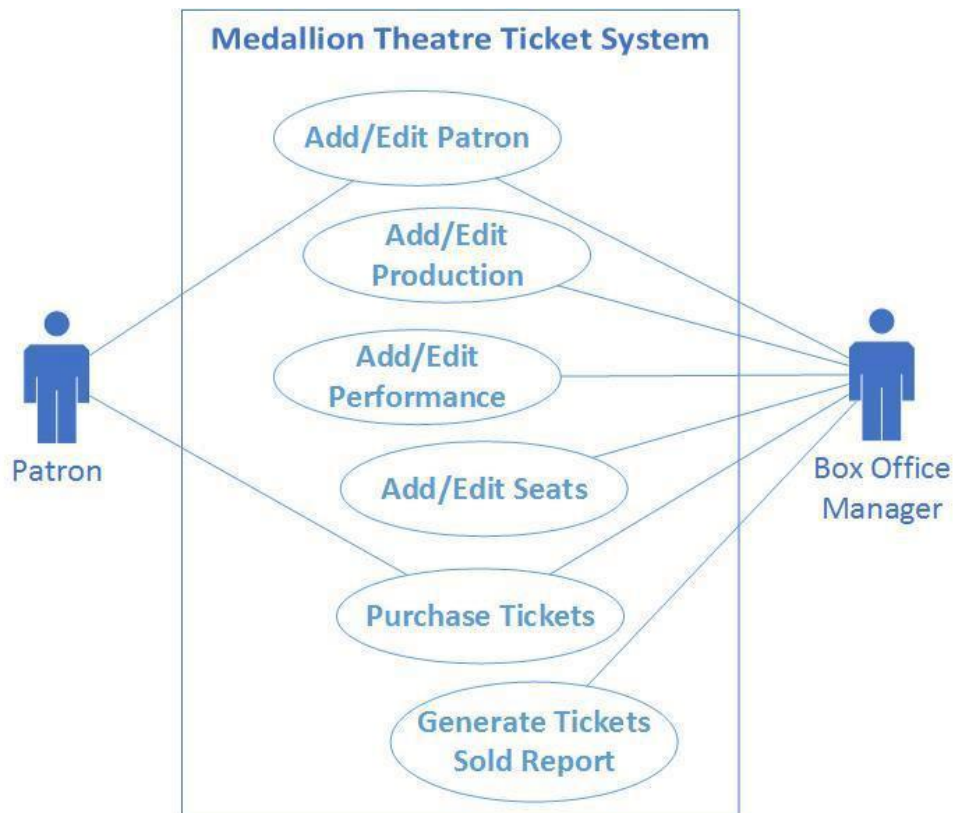 Medallion Theatre Ticket System
Add/Edit Patron
Add/Edit
Production
Add/Edit
Performance
Add/Edit Seats
Purchase Tickets
Generate Tickets
Sold Report
Patron
Box Office
Manager